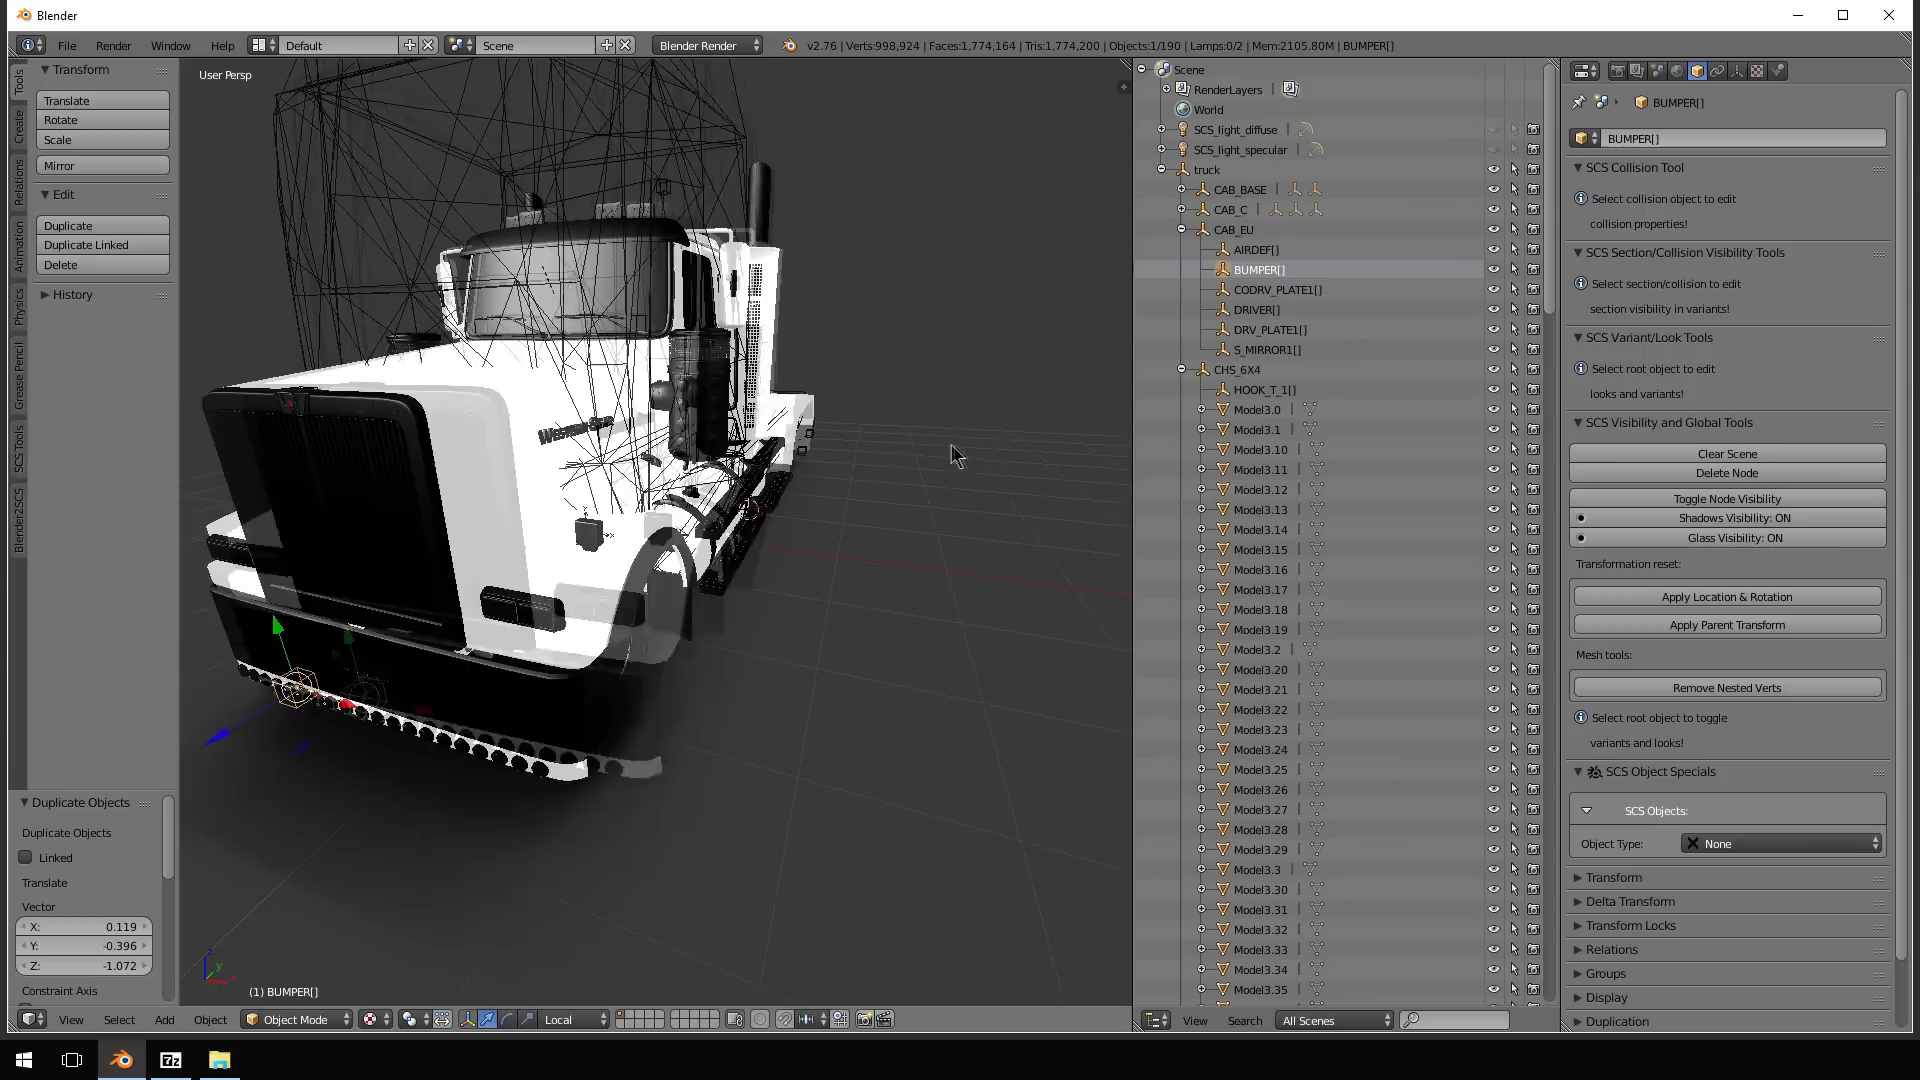 Blender
File Render Window Help Default Scene Blender Render v2.76 | Verts:998,924 | Faces:1,774,164 | Tris:1,774,200 | Objects:1/190 | Lamps:0/2 | Mem:2105.80M | BUMPER[]
Tools
Create
Relations
Animation
Physics
Grease Pencil
SCS Tools
Blender2SCS
Transform
Translate
Rotate
Scale
Mirror
Edit
Duplicate
Duplicate Linked
Delete
History
Duplicate Objects
Duplicate Objects
Linked
Translate
Vector
X: 0.119
Y: -0.396
Z: -1.072
Constraint Axis
User Persp
Western Star
(1) BUMPER[]
View Select Add Object Object Mode Local
Scene
RenderLayers |
World
SCS_light_diffuse |
SCS_light_specular |
truck
CAB_BASE |
CAB_C |
CAB_EU
AIRDEF[]
BUMPER[]
CODRV_PLATE1[]
DRIVER[]
DRV_PLATE1[]
S_MIRROR1[]
CHS_6X4
HOOK_T_1[]
Model3.0 |
Model3.1 |
Model3.10 |
Model3.11 |
Model3.12 |
Model3.13 |
Model3.14 |
Model3.15 |
Model3.16 |
Model3.17 |
Model3.18 |
Model3.19 |
Model3.2 |
Model3.20 |
Model3.21 |
Model3.22 |
Model3.23 |
Model3.24 |
Model3.25 |
Model3.26 |
Model3.27 |
Model3.28 |
Model3.29 |
Model3.3 |
Model3.30 |
Model3.31 |
Model3.32 |
Model3.33 |
Model3.34 |
Model3.35 |
View Search All Scenes
BUMPER[]
BUMPER[]
SCS Collision Tool
Select collision object to edit
collision properties!
SCS Section/Collision Visibility Tools
Select section/collision to edit
section visibility in variants!
SCS Variant/Look Tools
Select root object to edit
looks and variants!
SCS Visibility and Global Tools
Clear Scene
Delete Node
Toggle Node Visibility
Shadows Visibility: ON
Glass Visibility: ON
Transformation reset:
Apply Location & Rotation
Apply Parent Transform
Mesh tools:
Remove Nested Verts
Select root object to toggle
variants and looks!
SCS Object Specials
SCS Objects:
Object Type: None
Transform
Delta Transform
Transform Locks
Relations
Groups
Display
Duplication
7z